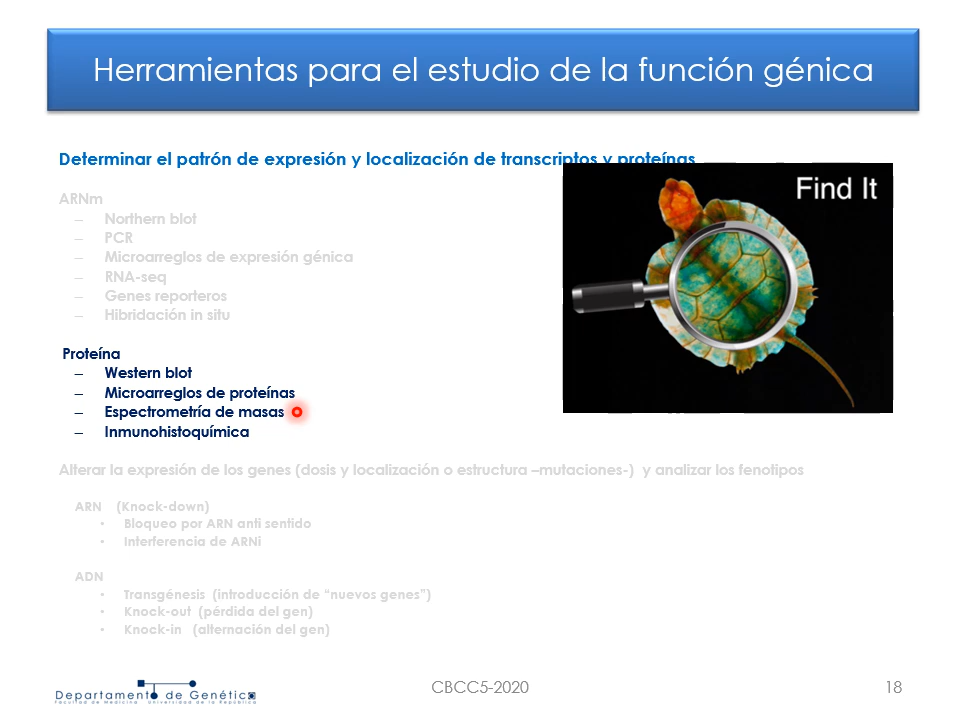 Herramientas para el estudio de la función génica
Determinar el patrón de expresión y localización de transcriptos y proteínas
Find It
ARNm
– Northern blot
– PCR
– Microarreglos de expresión génica
– RNA-seq
– Genes reporteros
– Hibridación in situ
Proteína
– Western blot
– Microarreglos de proteínas
– Espectrometría de masas
– Inmunohistoquímica
Alterar la expresión de los genes (dosis y localización o estructura –mutaciones-) y analizar los fenotipos
ARN (Knock-down)
• Bloqueo por ARN anti sentido
• Interferencia de ARNi
ADN
• Transgénesis (introducción de “nuevos genes”)
• Knock-out (pérdida del gen)
• Knock-in (alternación del gen)
Departamento de Genética
Facultad de Medicina Universidad de la República
CBCC5-2020
18